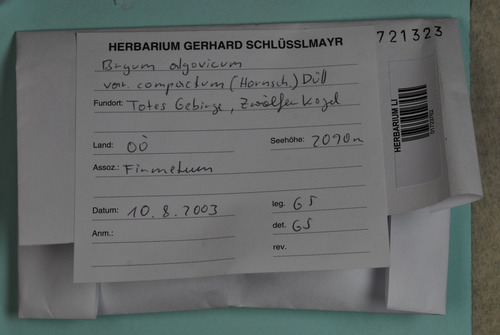 HERBARIUM GERHARD SCHLÜSSLMAYR
721323
Bryum algovicum
var. compactum (Hornsch.) Düll
Fundort: Totes Gebirge, Zwölfer Kogel
Land: OÖ Seehöhe: 2090m
Assoz.: Firmetum
Datum: 10.8.2003 leg. GS
Anm.: det. GS
rev.
HERBARIUM LI